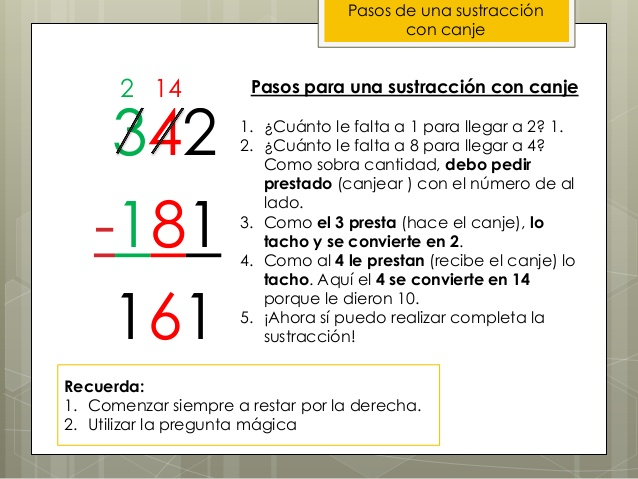 Pasos de una sustracción
con canje
2 14
342
-181
161
Pasos para una sustracción con canje
1. ¿Cuánto le falta a 1 para llegar a 2? 1.
2. ¿Cuánto le falta a 8 para llegar a 4?
Como sobra cantidad, debo pedir
prestado (canjear ) con el número de al
lado.
3. Como el 3 presta (hace el canje), lo
tacho y se convierte en 2.
4. Como al 4 le prestan (recibe el canje) lo
tacho. Aquí el 4 se convierte en 14
porque le dieron 10.
5. ¡Ahora sí puedo realizar completa la
sustracción!
Recuerda:
1. Comenzar siempre a restar por la derecha.
2. Utilizar la pregunta mágica